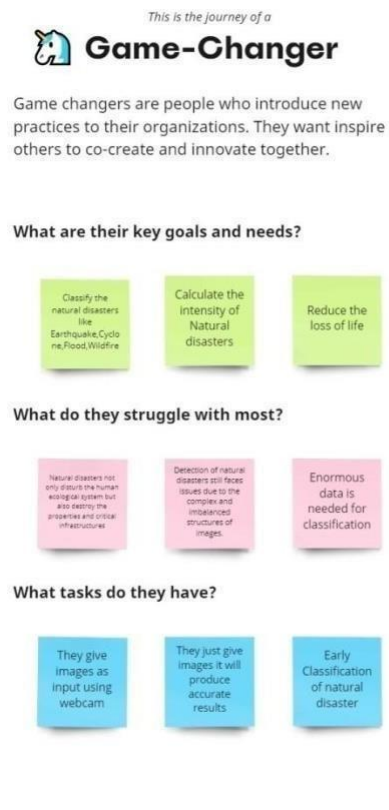 This is the journey of a
Game-Changer
Game changers are people who introduce new
practices to their organizations. They want inspire
others to co-create and innovate together.
What are their key goals and needs?
Classify the
natural disasters
like
Earthquake,Cyclo
ne,Flood,Wildfire
Calculate the
intensity of
Natural
disasters
Reduce the
loss of life
What do they struggle with most?
Natural disasters not
only disturb the human
ecological system but
also destroy the
properties and critical
infrastructures
Detection of natural
disasters still faces
issues due to the
complex and
imbalanced
structures of
images.
Enormous
data is
needed for
classification
What tasks do they have?
They give
images as
input using
webcam
They just give
images it will
produce
accurate
results
Early
Classification
of natural
disaster